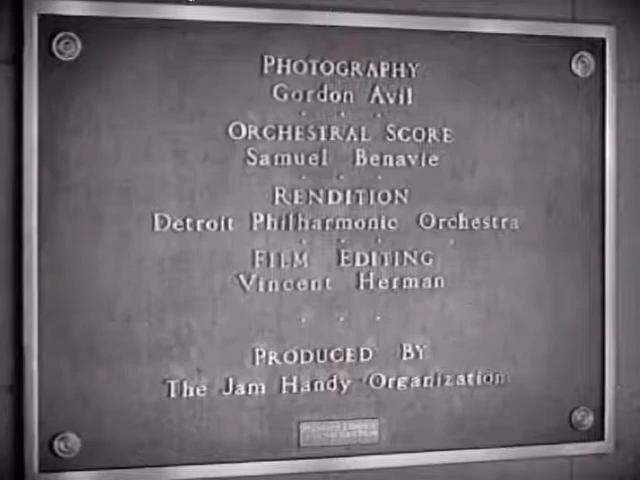 PHOTOGRAPHY
Gordon Avil
ORCHESTRAL SCORE
Samuel Benavie
RENDITION
Detroit Philharmonic Orchestra
FILM EDITING
Vincent Herman
PRODUCED BY
The Jam Handy Organization